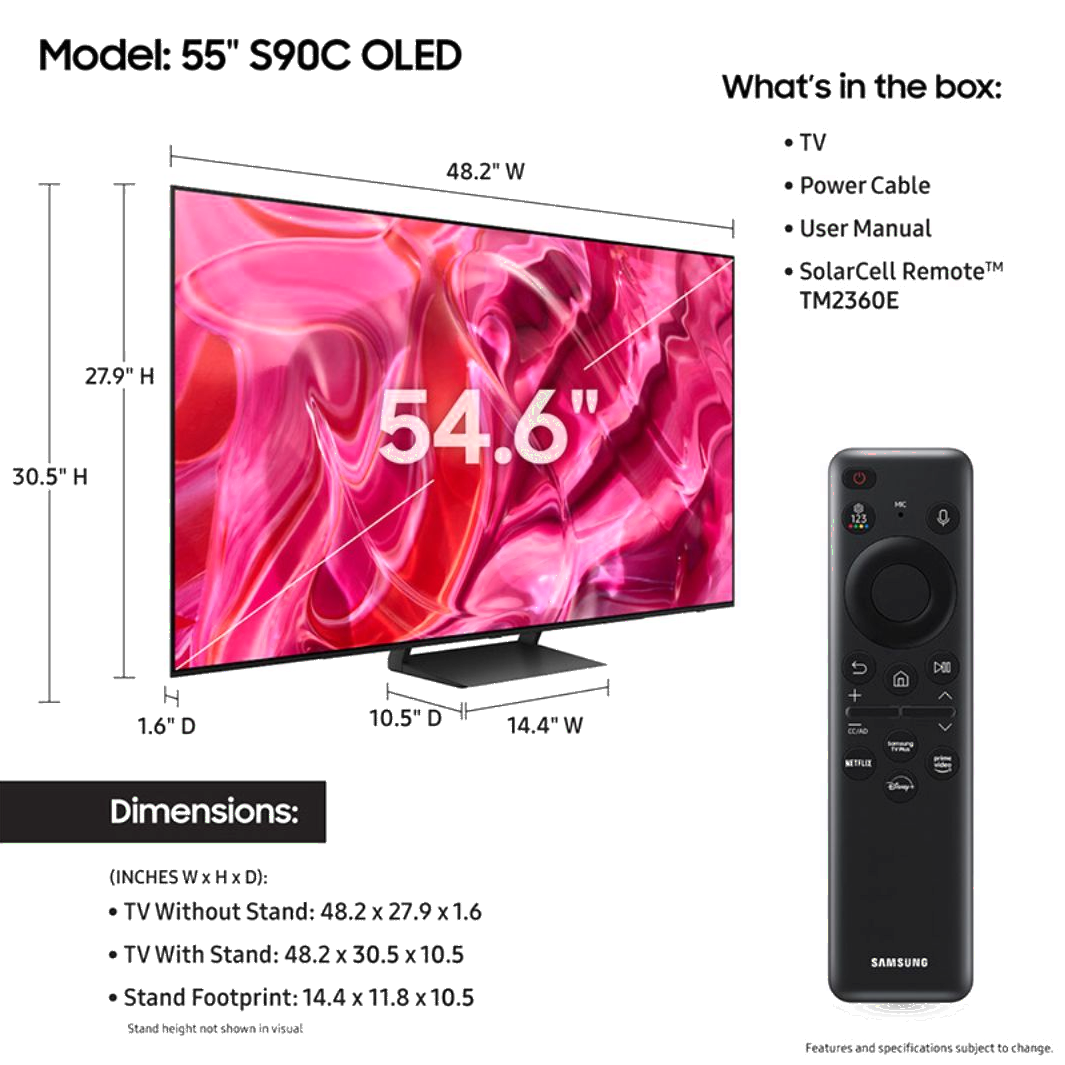 Model: 55" S90C OLED
What's in the box:
• TV
• Power Cable
• User Manual
• SolarCell Remote™
TM2360E
48.2" W
27.9" H
30.5" H
54.6"
1.6" D
10.5" D
14.4" W
MIC
123
CC/AD
Samsung
TV Plus
NETFLIX
prime
video
Disney+
SAMSUNG
Dimensions:
(INCHES W x H x D):
• TV Without Stand: 48.2 x 27.9 x 1.6
• TV With Stand: 48.2 x 30.5 x 10.5
• Stand Footprint: 14.4 x 11.8 x 10.5
Stand height not shown in visual
Features and specifications subject to change.